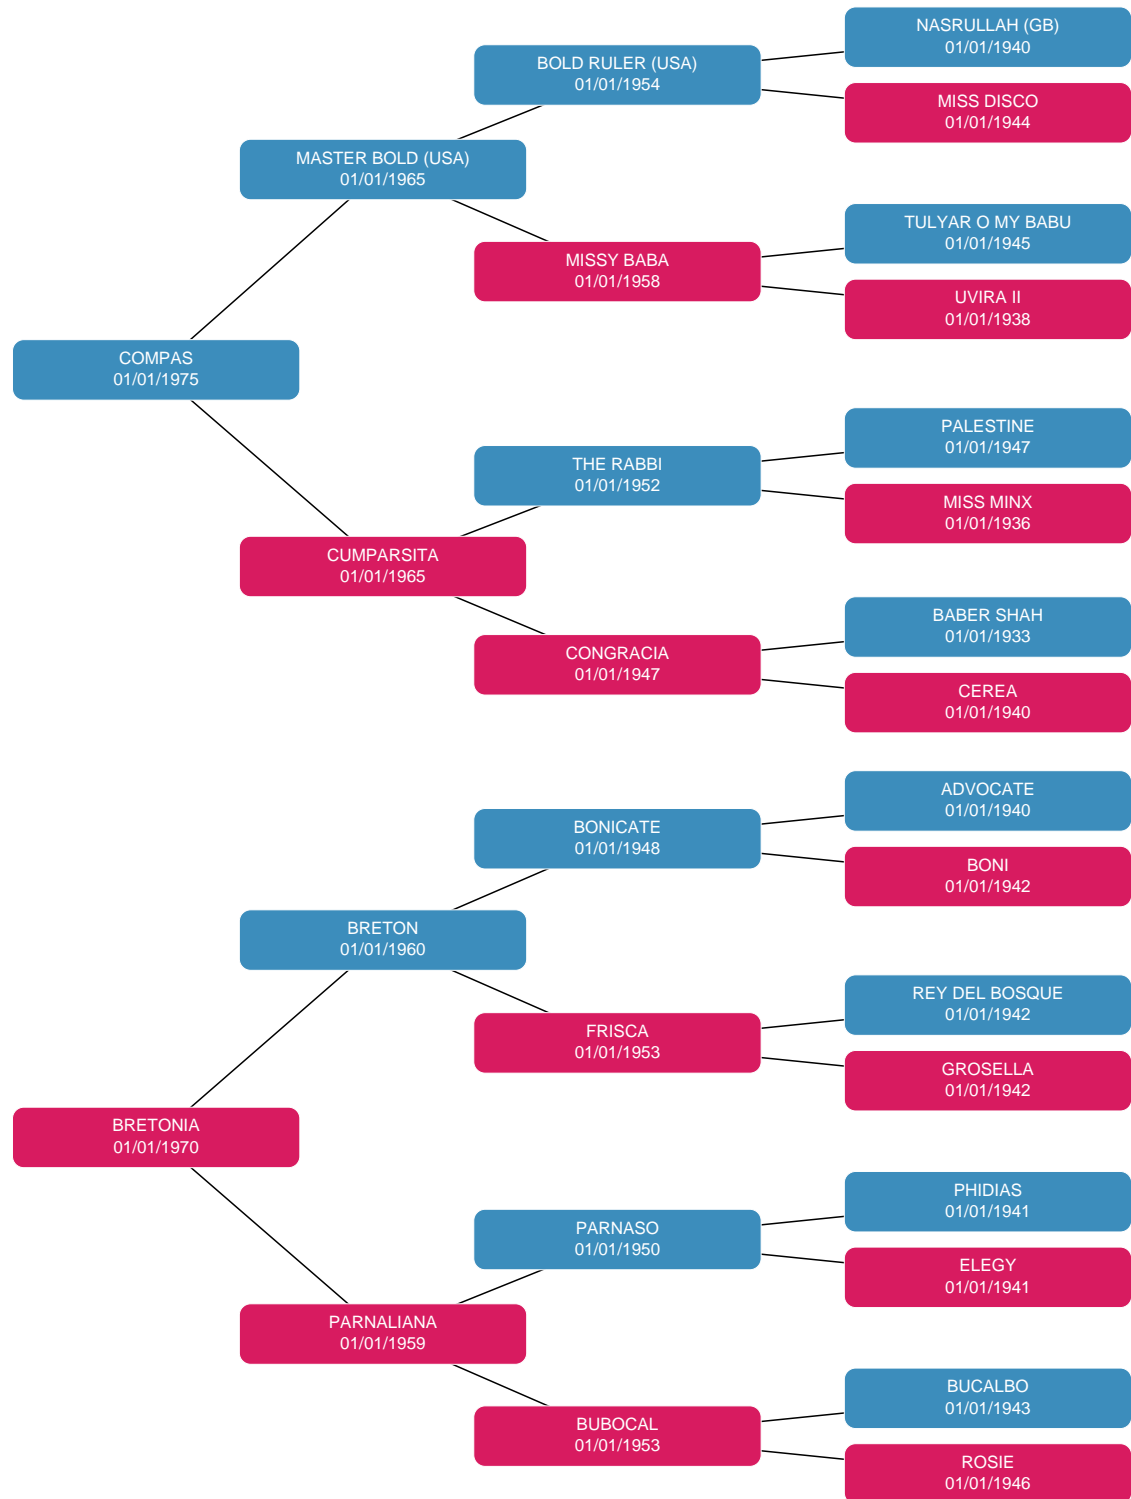 NASRULLAH (GB)
01/01/1940
BOLD RULER (USA)
01/01/1954
MISS DISCO
01/01/1944
MASTER BOLD (USA)
01/01/1965
TULYAR O MY BABU
01/01/1945
MISSY BABA
01/01/1958
UVIRA II
01/01/1938
COMPAS
01/01/1975
PALESTINE
01/01/1947
THE RABBI
01/01/1952
MISS MINX
01/01/1936
CUMPARSITA
01/01/1965
BABER SHAH
01/01/1933
CONGRACIA
01/01/1947
CEREA
01/01/1940
ADVOCATE
01/01/1940
BONICATE
01/01/1948
BONI
01/01/1942
BRETON
01/01/1960
REY DEL BOSQUE
01/01/1942
FRISCA
01/01/1953
GROSELLA
01/01/1942
BRETONIA
01/01/1970
PHIDIAS
01/01/1941
PARNASO
01/01/1950
ELEGY
01/01/1941
PARNALIANA
01/01/1959
BUCALBO
01/01/1943
BUBOCAL
01/01/1953
ROSIE
01/01/1946